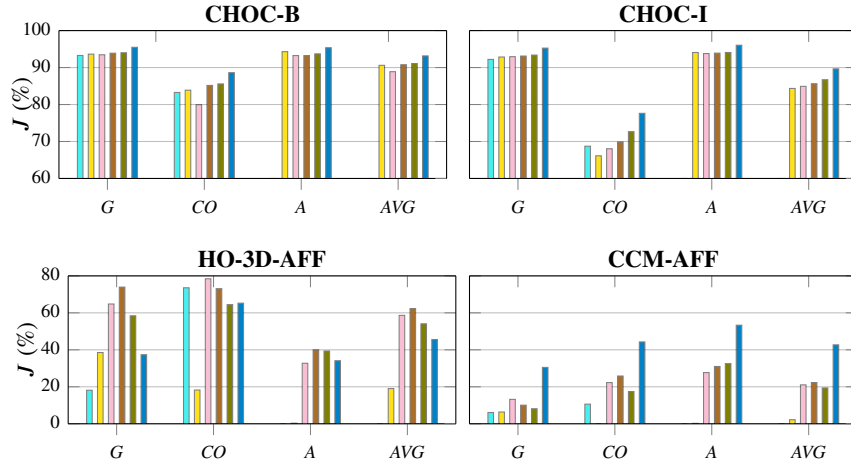 CHOC-B
CHOC-I
J (%)
100
90
80
70
60
G CO A AVG
G CO A AVG
HO-3D-AFF
CCM-AFF
J (%)
80
60
40
20
0
G CO A AVG
G CO A AVG